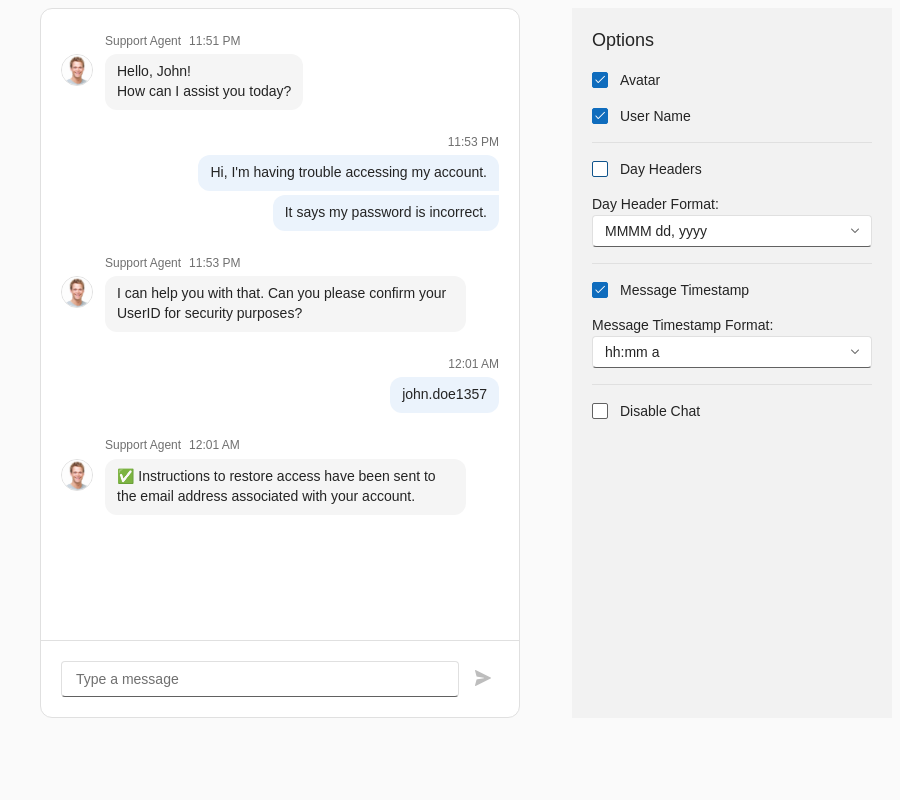 Support Agent 11:51 PM
Hello, John!
How can I assist you today?
11:53 PM
Hi, I'm having trouble accessing my account.
It says my password is incorrect.
Support Agent 11:53 PM
I can help you with that. Can you please confirm your
UserID for security purposes?
12:01 AM
john.doe1357
Support Agent 12:01 AM
✅ Instructions to restore access have been sent to
the email address associated with your account.
Type a message
Options
Avatar
User Name
Day Headers
Day Header Format:
MMMM dd, yyyy
Message Timestamp
Message Timestamp Format:
hh:mm a
Disable Chat